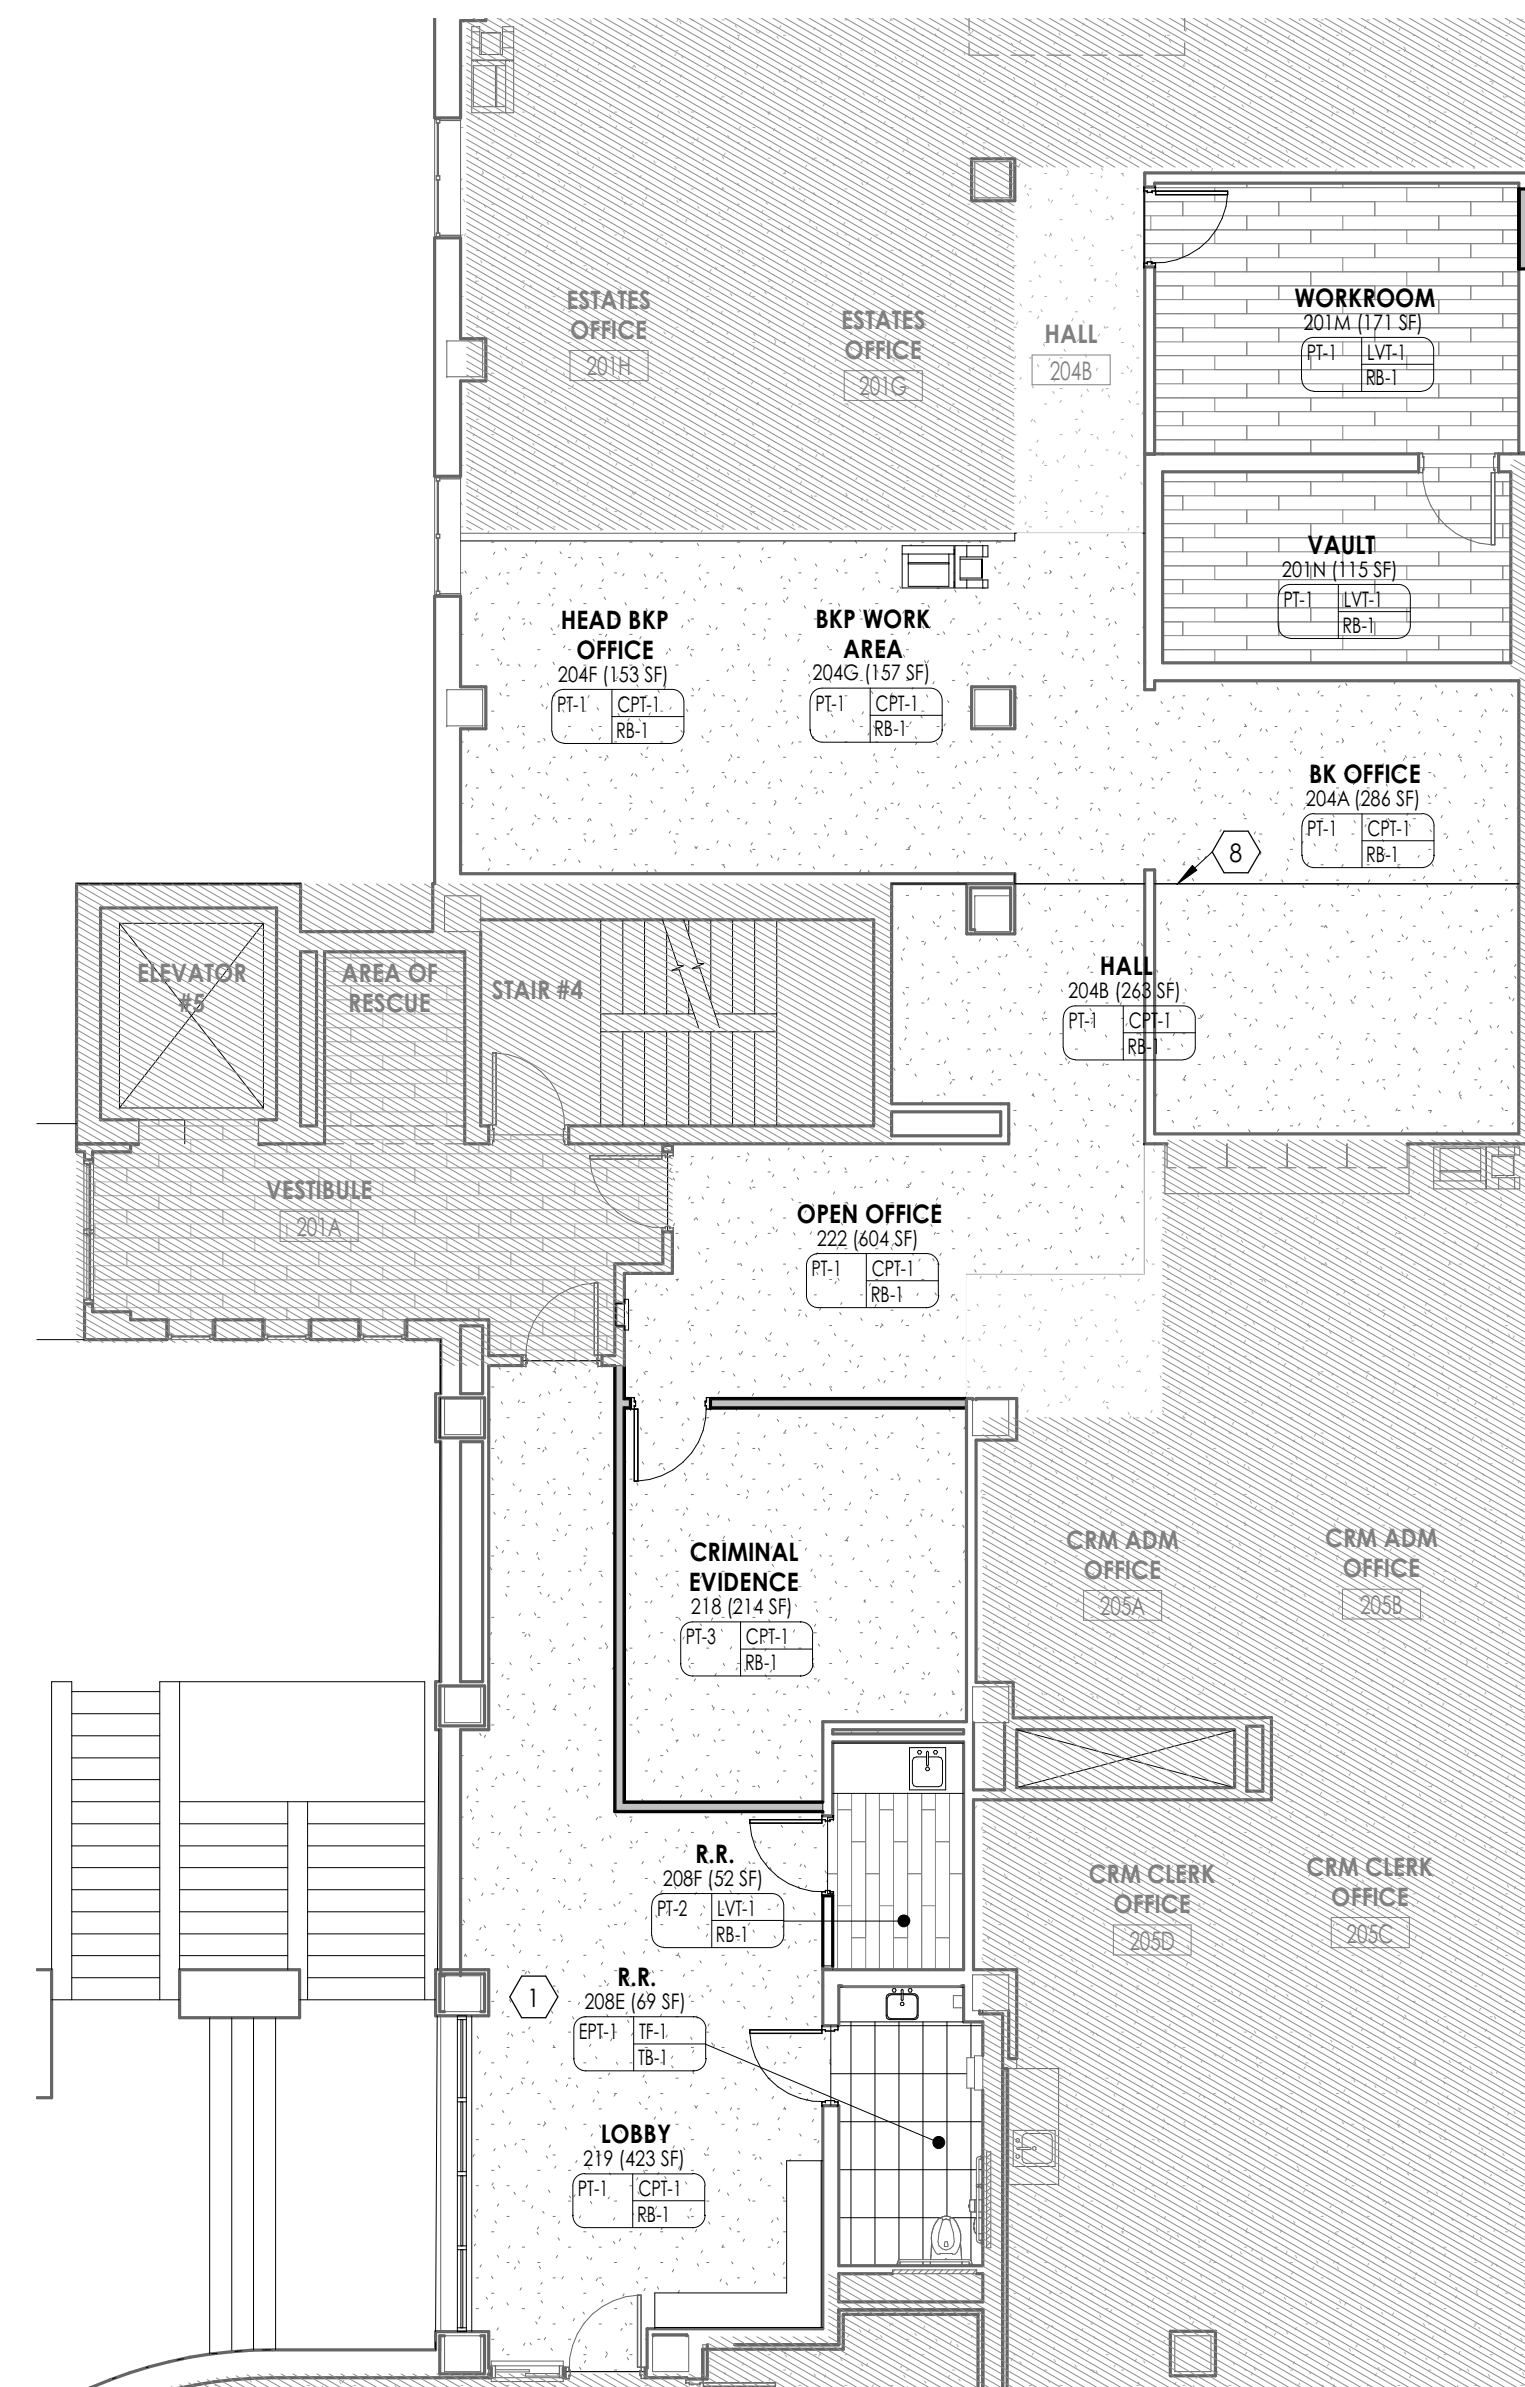 WORKROOM
201M (171 SF)
PT-1 LVT-1
RB-1
ESTATES
OFFICE
201H
ESTATES
OFFICE
201G
HALL
204B
VAULT
201N (115 SF)
PT-1 LVT-1
RB-1
HEAD BKP
OFFICE
204F (153 SF)
PT-1 CPT-1
RB-1
BKP WORK
AREA
204G (157 SF)
PT-1 CPT-1
RB-1
BK OFFICE
204A (286 SF)
PT-1 CPT-1
RB-1
8
ELEVATOR
#5
AREA OF
RESCUE
STAIR #4
HALL
204B (263 SF)
PT-1 CPT-1
RB-1
VESTIBULE
201A
OPEN OFFICE
222 (604 SF)
PT-1 CPT-1
RB-1
CRIMINAL
EVIDENCE
218 (214 SF)
PT-3 CPT-1
RB-1
CRM ADM
OFFICE
205A
CRM ADM
OFFICE
205B
R.R.
208F (52 SF)
PT-2 LVT-1
RB-1
CRM CLERK
OFFICE
205D
CRM CLERK
OFFICE
205C
1
R.R.
208E (69 SF)
EPT-1 TF-1
TB-1
LOBBY
219 (423 SF)
PT-1 CPT-1
RB-1